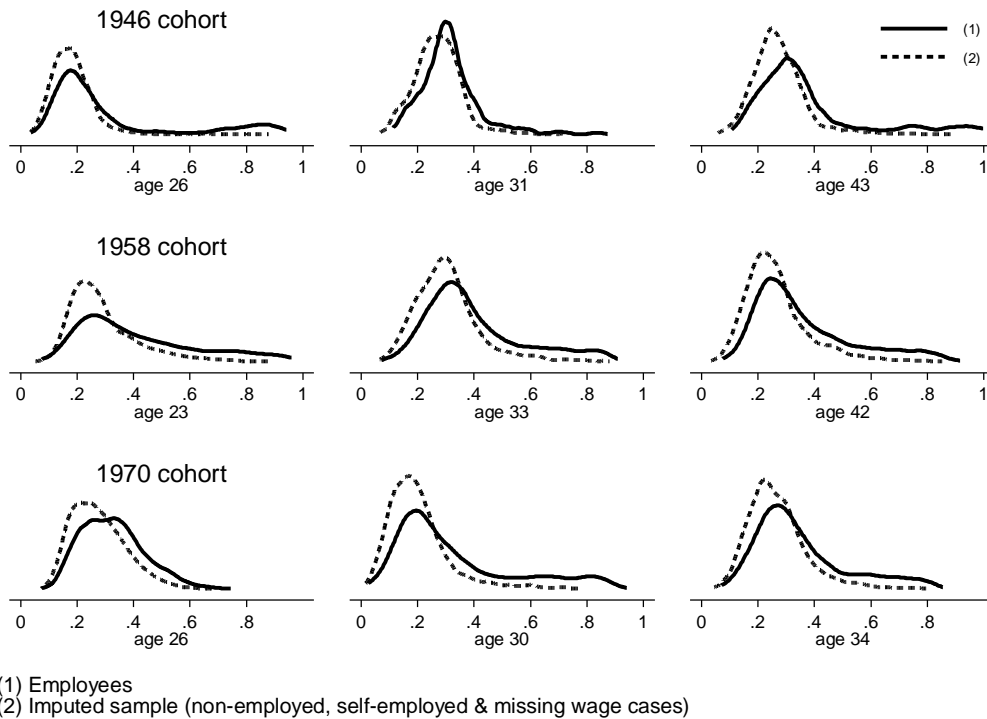 1946 cohort
(1)
(2)
0 .2 .4 .6 .8 1
age 26
0 .2 .4 .6 .8
age 31
0 .2 .4 .6 .8 1
age 43
1958 cohort
0 .2 .4 .6 .8 1
age 23
0 .2 .4 .6 .8 1
age 33
0 .2 .4 .6 .8 1
age 42
1970 cohort
0 .2 .4 .6 .8 1
age 26
0 .2 .4 .6 .8 1
age 30
0 .2 .4 .6 .8 1
age 34
(1) Employees
(2) Imputed sample (non-employed, self-employed & missing wage cases)